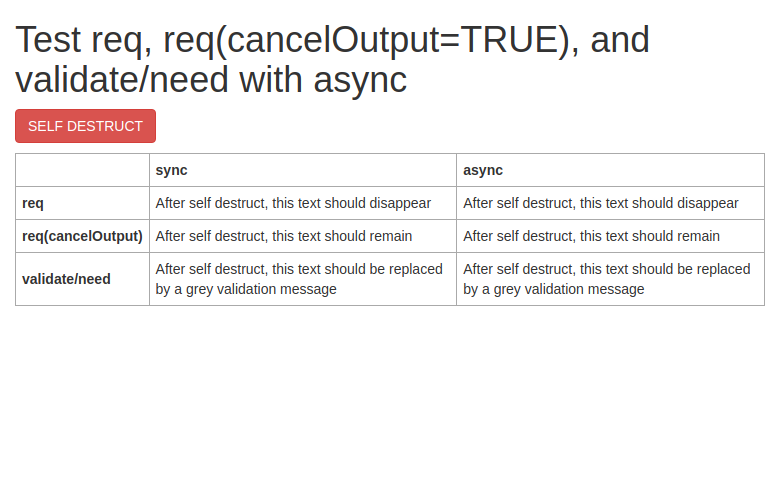 Test req, req(cancelOutput=TRUE), and
validate/need with async
SELF DESTRUCT
sync async
req After self destruct, this text should disappear After self destruct, this text should disappear
req(cancelOutput) After self destruct, this text should remain After self destruct, this text should remain
validate/need After self destruct, this text should be replaced After self destruct, this text should be replaced
by a grey validation message by a grey validation message